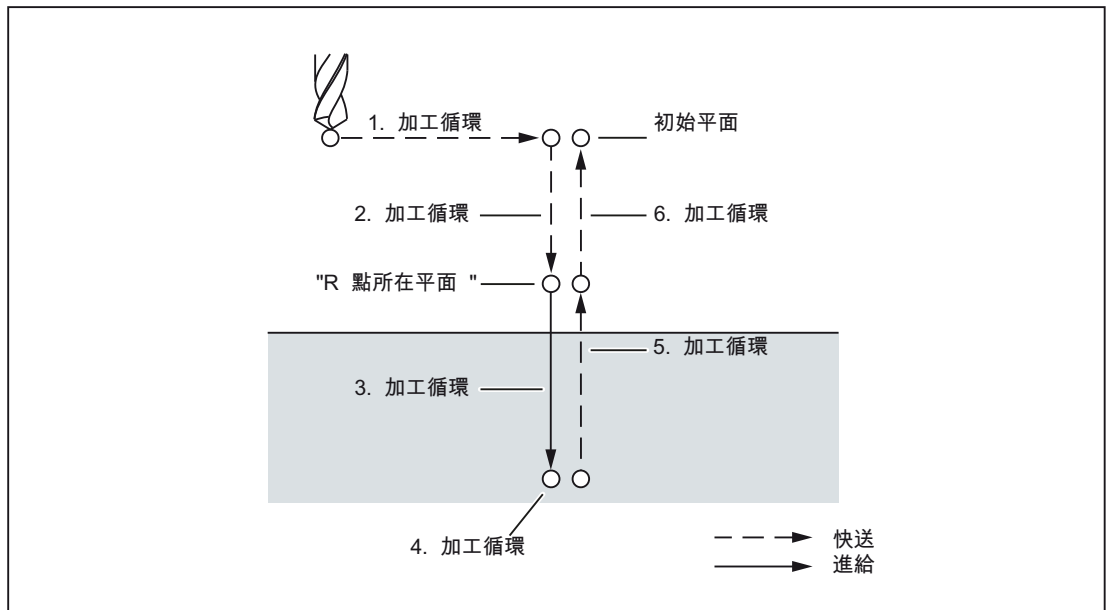 1. 加工循環
初始平面
2. 加工循環
6. 加工循環
"R 點所在平面 "
5. 加工循環
3. 加工循環
4. 加工循環
快送
進給